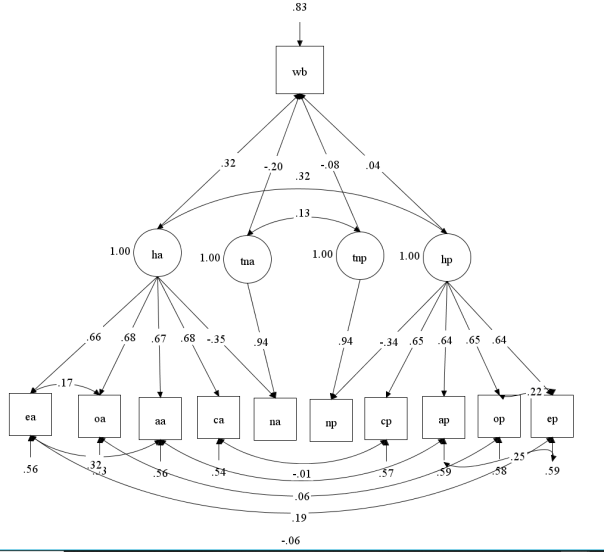 .83
wb
.32 -.20 -.08 .04
.32
.13
1.00 ha 1.00 tna 1.00 tnp 1.00 hp
.66 .68 .67 .68 -.35 .94 .94 -.34 .65 .64 .65 .64
.17 .22
ea oa aa ca na np cp ap op ep
.32 .25
.56 .56 .54 -.01 .57 .59 .58 .59
.06
.19
-.06